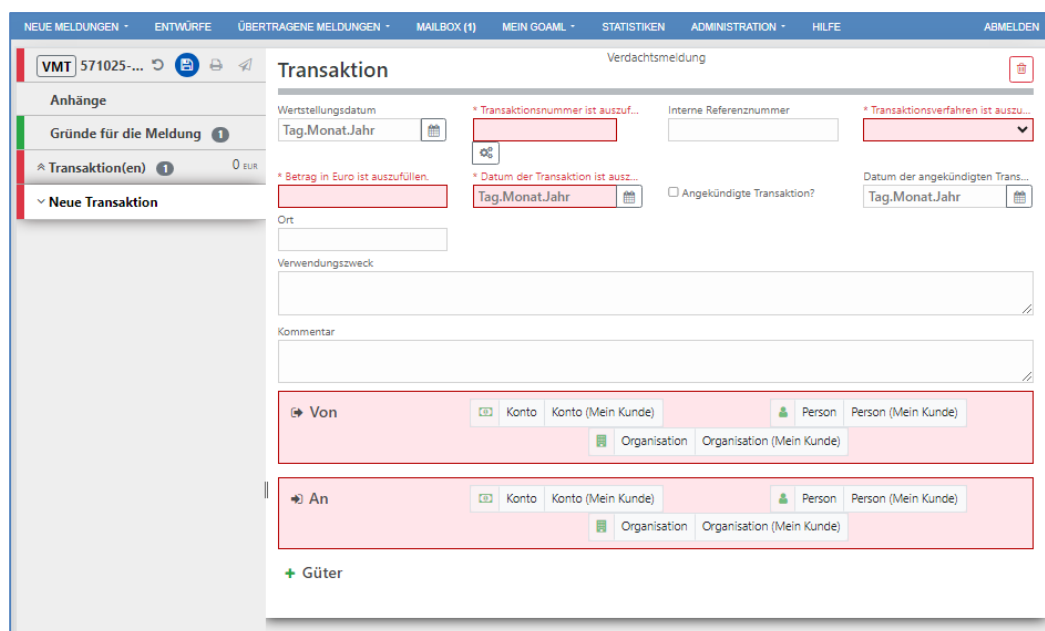 NEUE MELDUNGEN ENTWÜRFE ÜBERTRAGENE MELDUNGEN MAILBOX (1) MEIN GOAML STATISTIKEN ADMINISTRATION HILFE ABMELDEN
VMT 571025-...
Anhänge
Gründe für die Meldung 1
Transaktion(en) 1 0 EUR
Neue Transaktion
Verdachtsmeldung
Transaktion
Wertstellungsdatum * Transaktionsnummer ist auszuf... Interne Referenznummer * Transaktionsverfahren ist auszu...
Tag.Monat.Jahr
* Betrag in Euro ist auszufüllen. * Datum der Transaktion ist ausz... Datum der angekündigten Trans...
Tag.Monat.Jahr Angekündigte Transaktion? Tag.Monat.Jahr
Ort
Verwendungszweck
Kommentar
Von Konto Konto (Mein Kunde) Person Person (Mein Kunde)
Organisation Organisation (Mein Kunde)
An Konto Konto (Mein Kunde) Person Person (Mein Kunde)
Organisation Organisation (Mein Kunde)
+ Güter